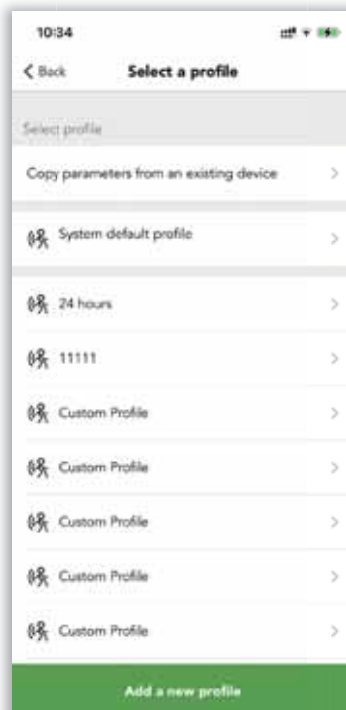 10:34
Back
Select a profile
Select profile
Copy parameters from an existing device
System default profile
24 hours
11111
Custom Profile
Custom Profile
Custom Profile
Custom Profile
Custom Profile
Add a new profile